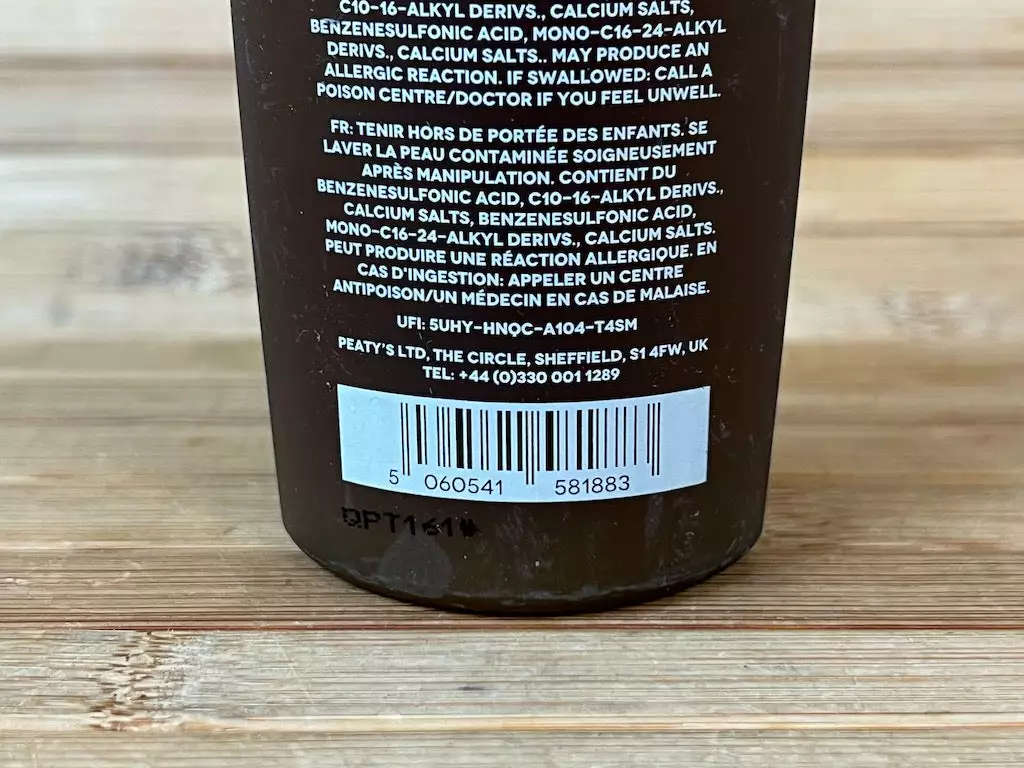 C10-16-ALKYL DERIVS., CALCIUM SALTS,
BENZENESULFONIC ACID, MONO-C16-24-ALKYL
DERIVS., CALCIUM SALTS.. MAY PRODUCE AN
ALLERGIC REACTION. IF SWALLOWED: CALL A
POISON CENTRE/DOCTOR IF YOU FEEL UNWELL.
FR: TENIR HORS DE PORTÉE DES ENFANTS. SE
LAVER LA PEAU CONTAMINÉE SOIGNEUSEMENT
APRÈS MANIPULATION. CONTIENT DU
BENZENESULFONIC ACID, C10-16-ALKYL DERIVS.,
CALCIUM SALTS, BENZENESULFONIC ACID,
MONO-C16-24-ALKYL DERIVS., CALCIUM SALTS.
PEUT PRODUIRE UNE RÉACTION ALLERGIQUE. EN
CAS D'INGESTION: APPELER UN CENTRE
ANTIPOISON/UN MÉDECIN EN CAS DE MALAISE.
UFI: 5UHY-HNQC-A104-T4SM
PEATY'S LTD, THE CIRCLE, SHEFFIELD, S1 4FW, UK
TEL: +44 (0)330 001 1289
5 060541 581883